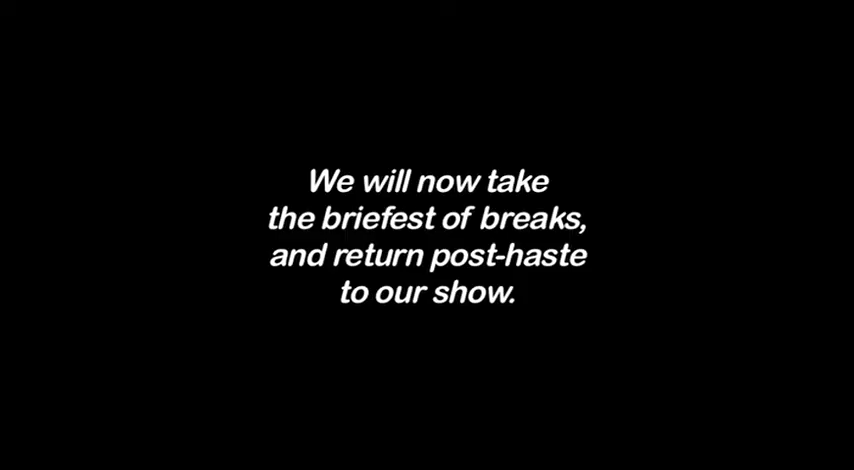 We will now take
the briefest of breaks,
and return post-haste
to our show.